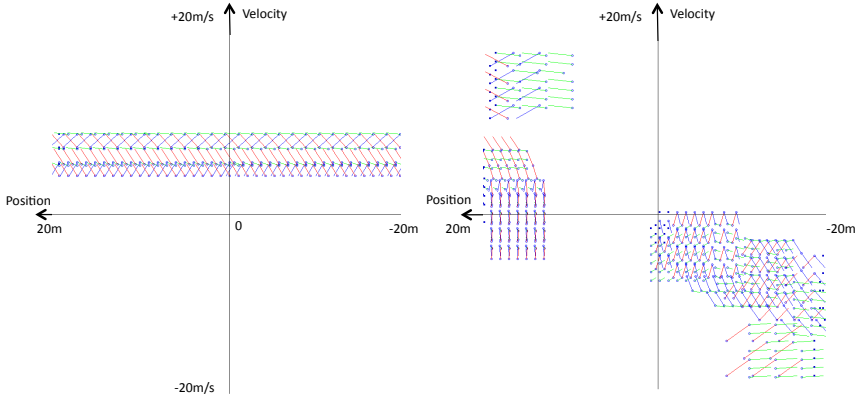 +20m/s
Velocity
Position
20m
0
-20m
-20m/s
+20m/s
Velocity
Position
20m
-20m